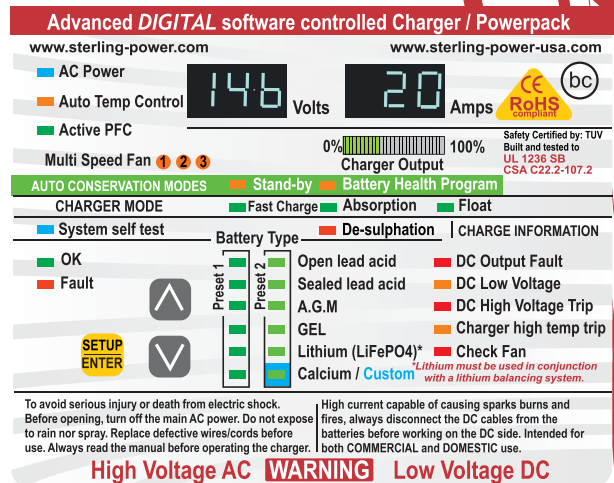 Advanced DIGITAL software controlled Charger / Powerpack
www.sterling-power.com
www.sterling-power-usa.com
AC Power
Auto Temp Control
Active PFC
Multi Speed Fan 1 2 3
14.6 Volts
20 Amps
CE
RoHS
compliant
bc
0% 100%
Charger Output
Safety Certified by: TUV
Built and tested to
UL 1236 SB
CSA C22.2-107.2
AUTO CONSERVATION MODES Stand-by Battery Health Program
CHARGER MODE Fast Charge Absorption Float
System self test
Battery Type
De-sulphation
CHARGE INFORMATION
OK
Fault
SETUP
ENTER
Preset 1
Preset 2
Open lead acid
Sealed lead acid
A.G.M
GEL
Lithium (LiFePO4)*
Calcium / Custom
DC Output Fault
DC Low Voltage
DC High Voltage Trip
Charger high temp trip
Check Fan
*Lithium must be used in conjunction
with a lithium balancing system.
To avoid serious injury or death from electric shock.
Before opening, turn off the main AC power. Do not expose
to rain nor spray. Replace defective wires/cords before
use. Always read the manual before operating the charger.
High current capable of causing sparks burns and
fires, always disconnect the DC cables from the
batteries before working on the DC side. Intended for
both COMMERCIAL and DOMESTIC use.
High Voltage AC WARNING Low Voltage DC